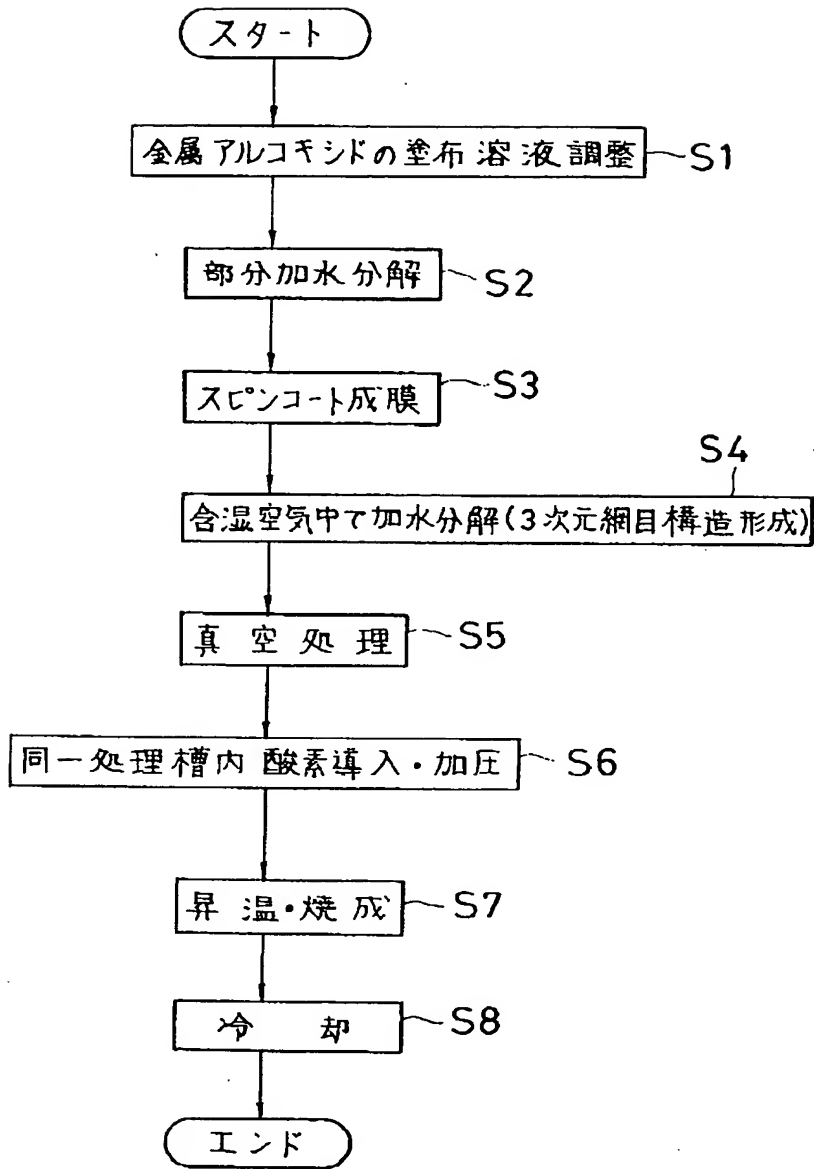 スタート
金属アルコキシドの塗布溶液調整 S1
部分加水分解 S2
スピンコート成膜 S3
S4
含湿空気中で加水分解(3次元網目構造形成)
真空処理 S5
同一処理槽内 酸素導入・加圧 S6
昇温・焼成 S7
冷却 S8
エンド